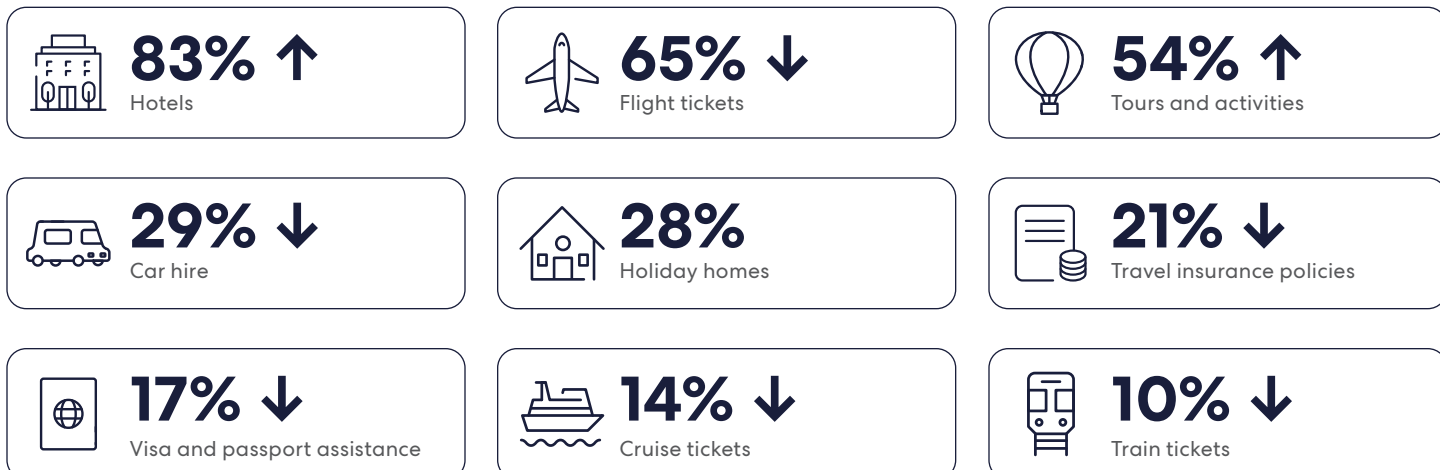 83% ↑
Hotels
65% ↓
Flight tickets
54% ↑
Tours and activities
29% ↓
Car hire
28%
Holiday homes
21% ↓
Travel insurance policies
17% ↓
Visa and passport assistance
14% ↓
Cruise tickets
10% ↓
Train tickets